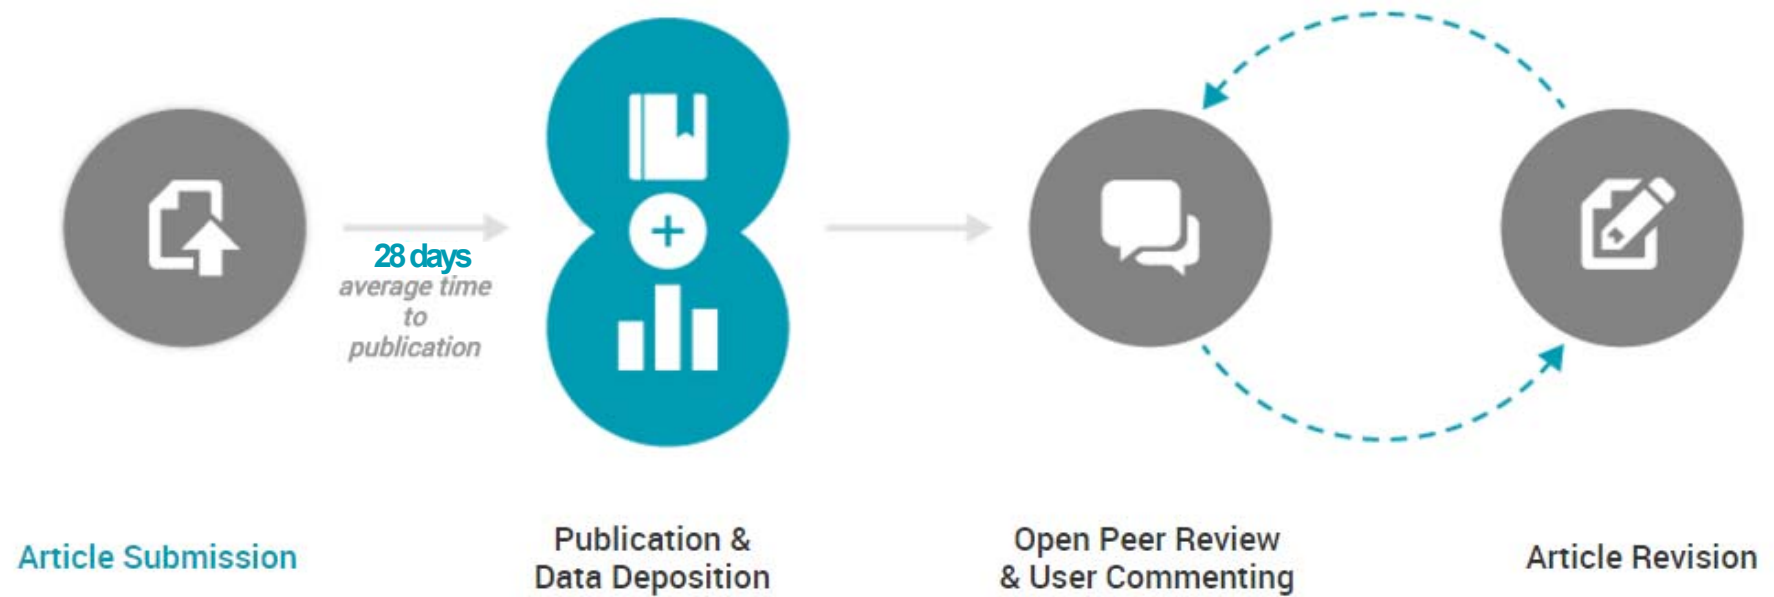 28 days
average time
to
publication
Article Submission
Publication &
Data Deposition
Open Peer Review
& User Commenting
Article Revision